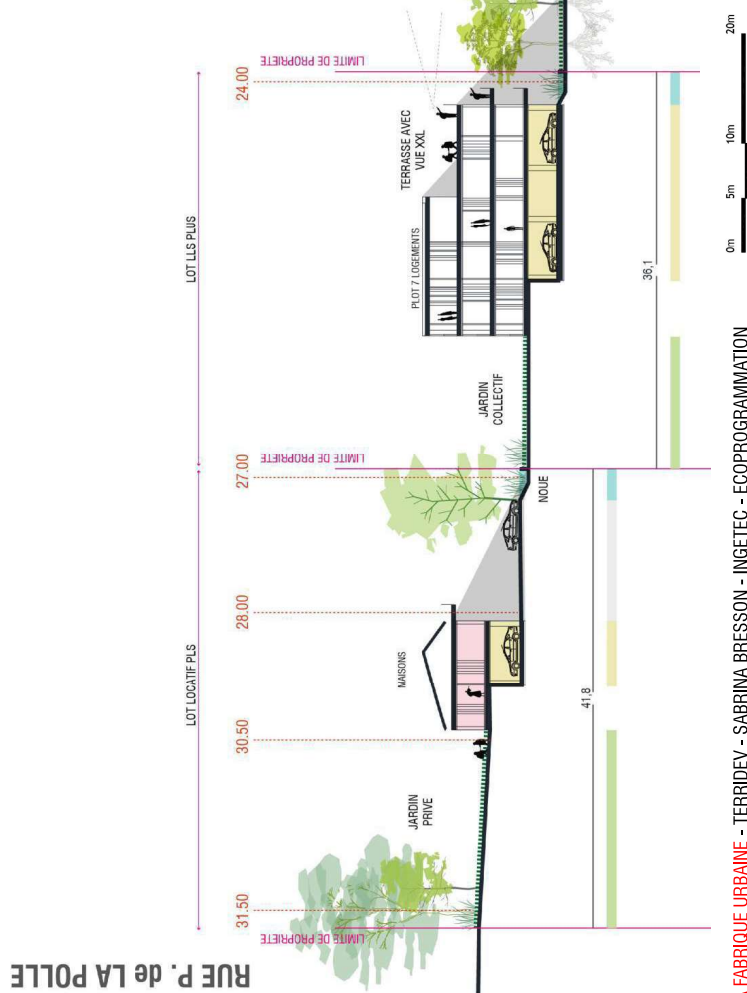 RUE P. de LA POLLE
LOT LOCATIF PLS
LOT LLS PLUS
31.50
30.50
28.00
27.00
24.00
LIMITE DE PROPRIETE
LIMITE DE PROPRIETE
LIMITE DE PROPRIETE
JARDIN
PRIVE
MAISONS
NOUE
JARDIN
COLLECTIF
PLOT 7 LOGEMENTS
TERRASSE AVEC
VUE XXL
41,8
36,1
0m
5m
10m
20m
FABRIQUE URBAINE - TERRIDEV - SABRINA BRESSON - INGETEC - ECOPROGRAMMATION